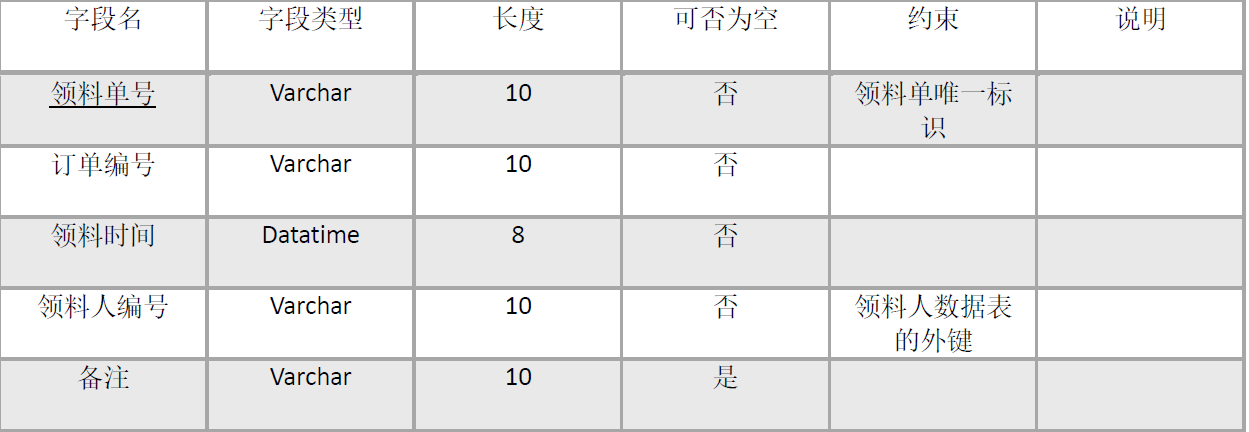 字段名 字段类型 长度 可否为空 约束 说明
领料单号 Varchar 10 否 领料单唯一标
识
订单编号 Varchar 10 否
领料时间 Datatime 8 否
领料人编号 Varchar 10 否 领料人数据表
的外键
备注 Varchar 10 是